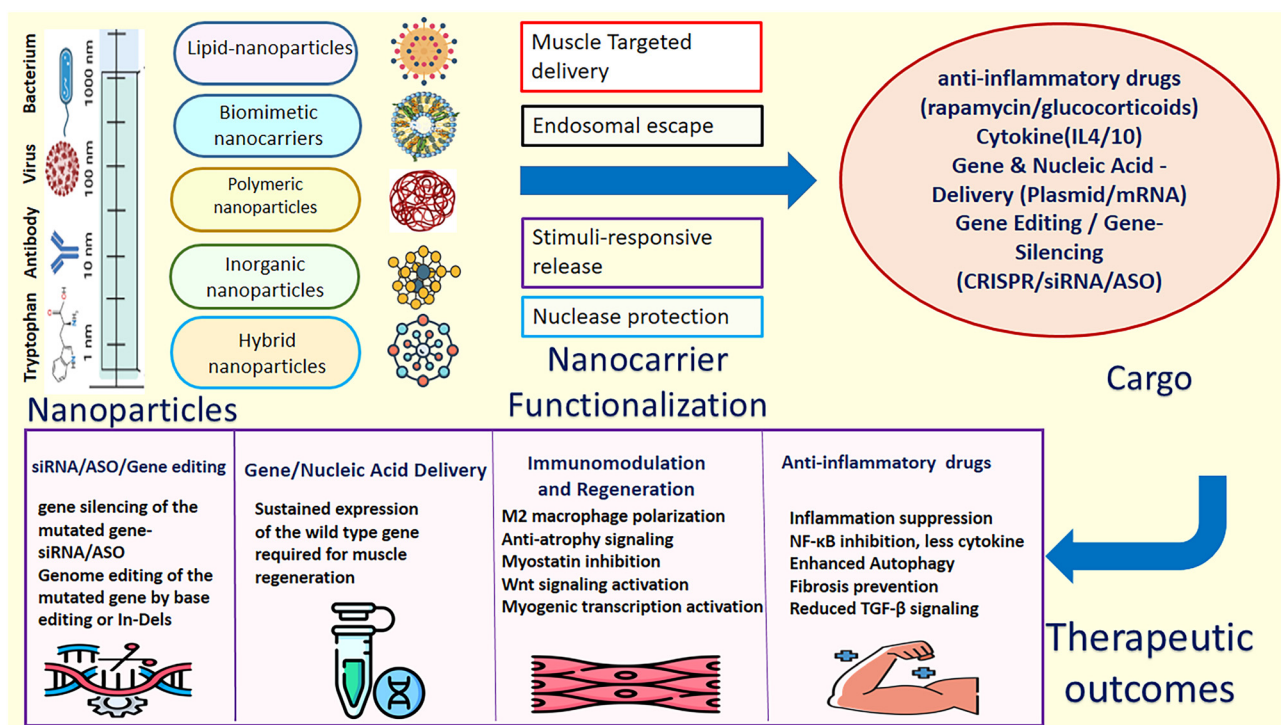 Bacterium
1000 nm
Virus
100 nm
Antibody
10 nm
Tryptophan
1 nm
O
OH
NH₂
HN
Lipid-nanoparticles
Biomimetic
nanocarriers
Polymeric
nanoparticles
Inorganic
nanoparticles
Hybrid
nanoparticles
Nanoparticles
Muscle Targeted
delivery
Endosomal escape
Stimuli-responsive
release
Nuclease protection
Nanocarrier
Functionalization
anti-inflammatory drugs
(rapamycin/glucocorticoids)
Cytokine(IL4/10)
Gene & Nucleic Acid -
Delivery (Plasmid/mRNA)
Gene Editing / Gene-
Silencing
(CRISPR/siRNA/ASO)
Cargo
siRNA/ASO/Gene editing
gene silencing of the
mutated gene-
siRNA/ASO
Genome editing of the
mutated gene by base
editing or In-Dels
Gene/Nucleic Acid Delivery
Sustained expression
of the wild type gene
required for muscle
regeneration
Immunomodulation
and Regeneration
M2 macrophage polarization
Anti-atrophy signaling
Myostatin inhibition
Wnt signaling activation
Myogenic transcription activation
Anti-inflammatory drugs
Inflammation suppression
NF-κB inhibition, less cytokine
Enhanced Autophagy
Fibrosis prevention
Reduced TGF-β signaling
Therapeutic
outcomes